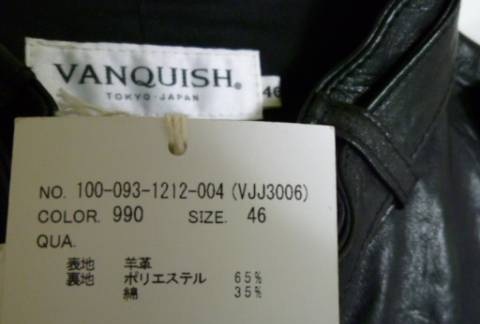 VANQUISH®
TOKYO-JAPAN
46
NO. 100-093-1212-004 (VJJ3006)
COLOR. 990 SIZE. 46
QUA.
表地 羊革
裏地 ポリエステル 65%
綿 35%